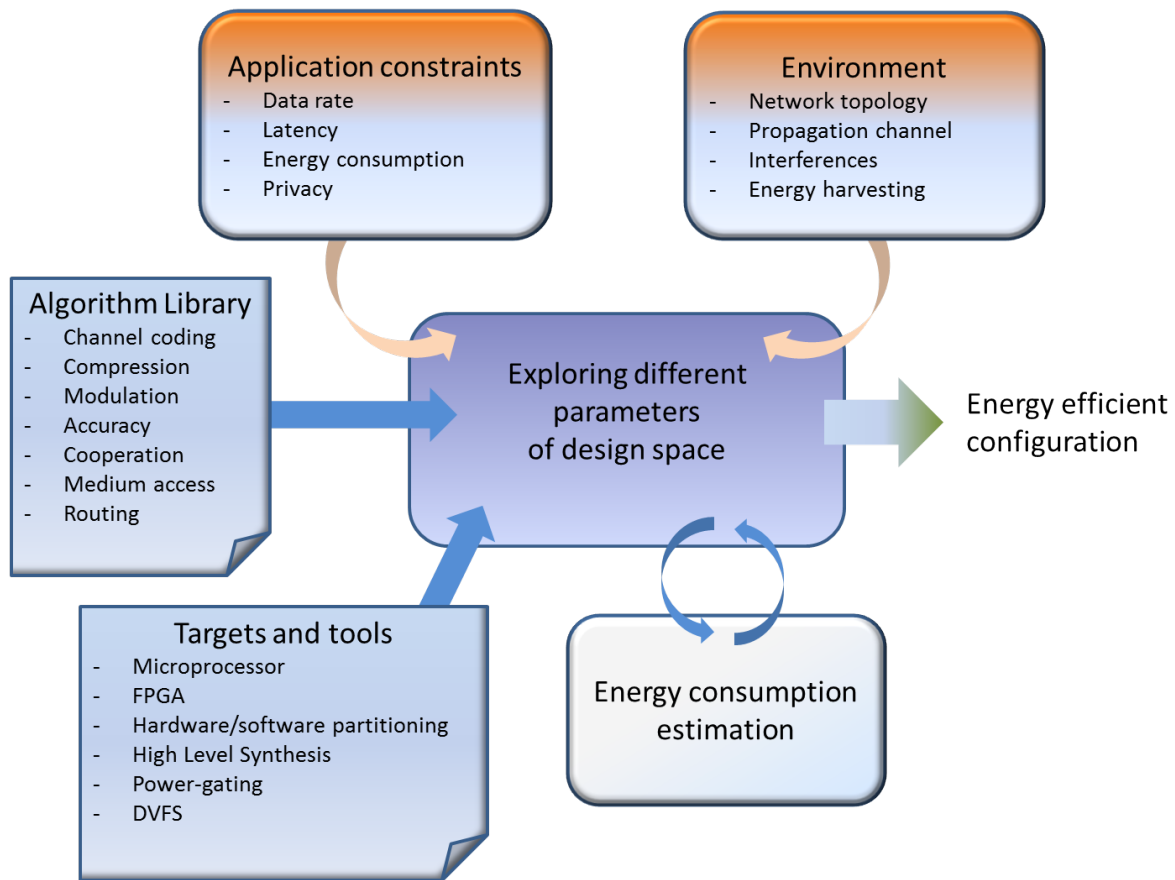 Application constraints
- Data rate
- Latency
- Energy consumption
- Privacy
Environment
- Network topology
- Propagation channel
- Interferences
- Energy harvesting
Algorithm Library
- Channel coding
- Compression
- Modulation
- Accuracy
- Cooperation
- Medium access
- Routing
Exploring different
parameters
of design space
Energy efficient
configuration
Targets and tools
- Microprocessor
- FPGA
- Hardware/software partitioning
- High Level Synthesis
- Power-gating
- DVFS
Energy consumption
estimation